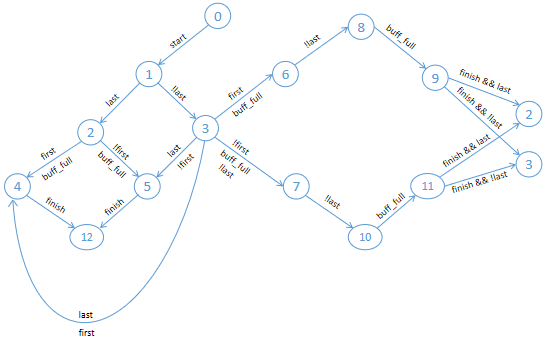 0
start
1
last
!last
2
3
first
buff_full
!first
buff_full
last
!first
4
5
finish
finish
12
last
first
first
buff_full
6
!last
8
buff_full
9
finish && last
finish && !last
2
3
!first
buff_full
!last
7
!last
10
buff_full
11
finish && last
finish && !last